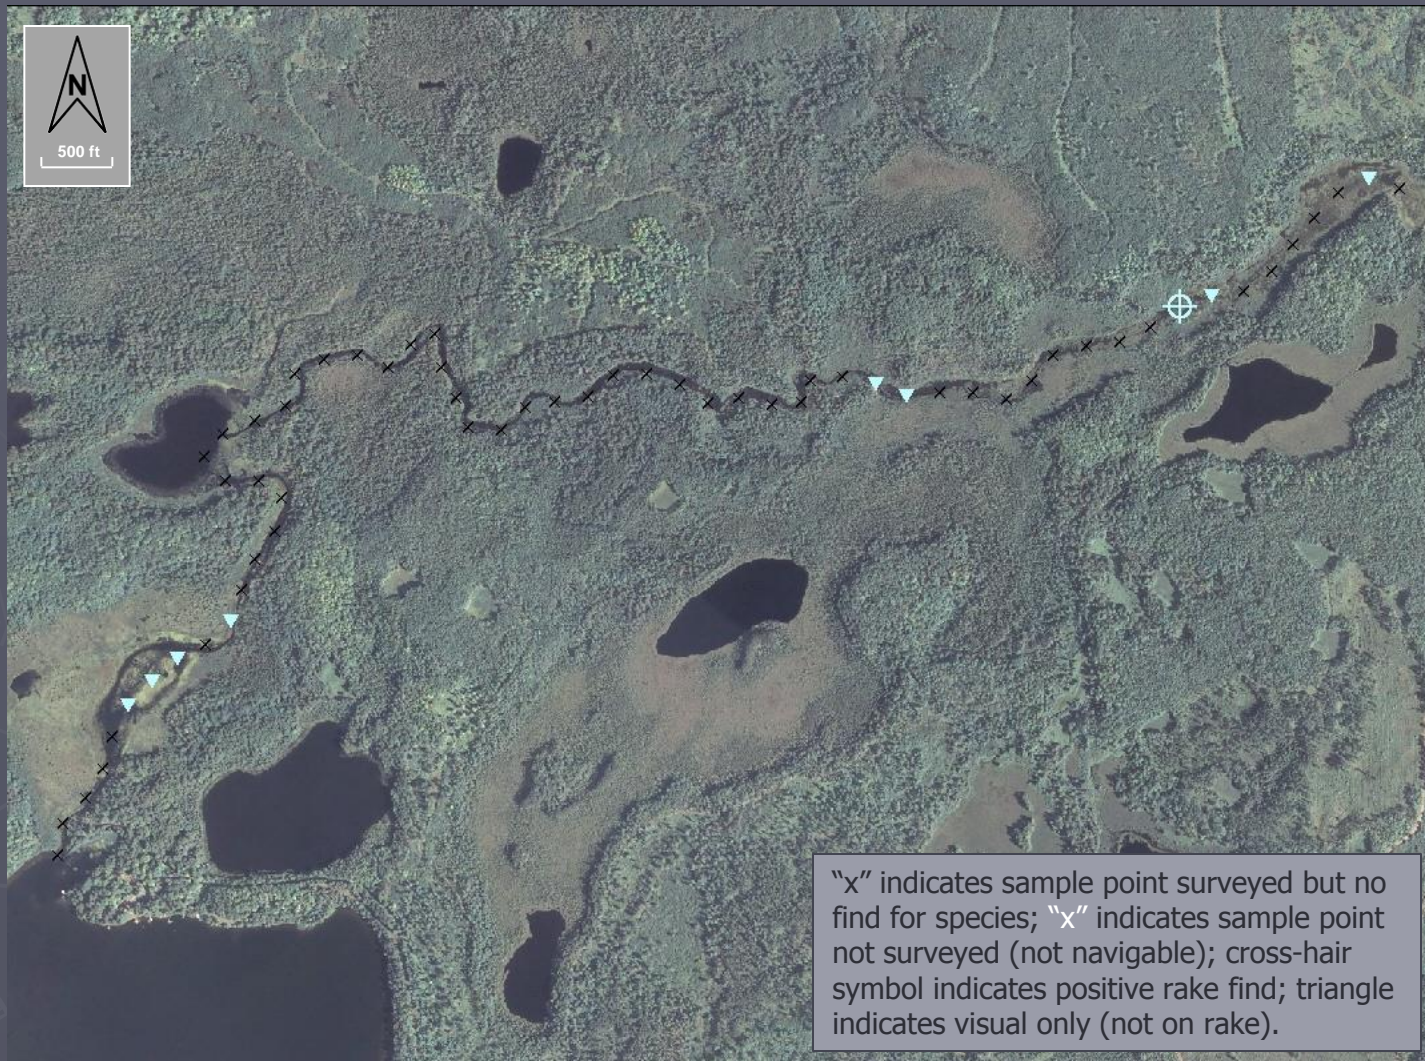 N
500 ft
“x” indicates sample point surveyed but no
find for species; “x” indicates sample point
not surveyed (not navigable); cross-hair
symbol indicates positive rake find; triangle
indicates visual only (not on rake).